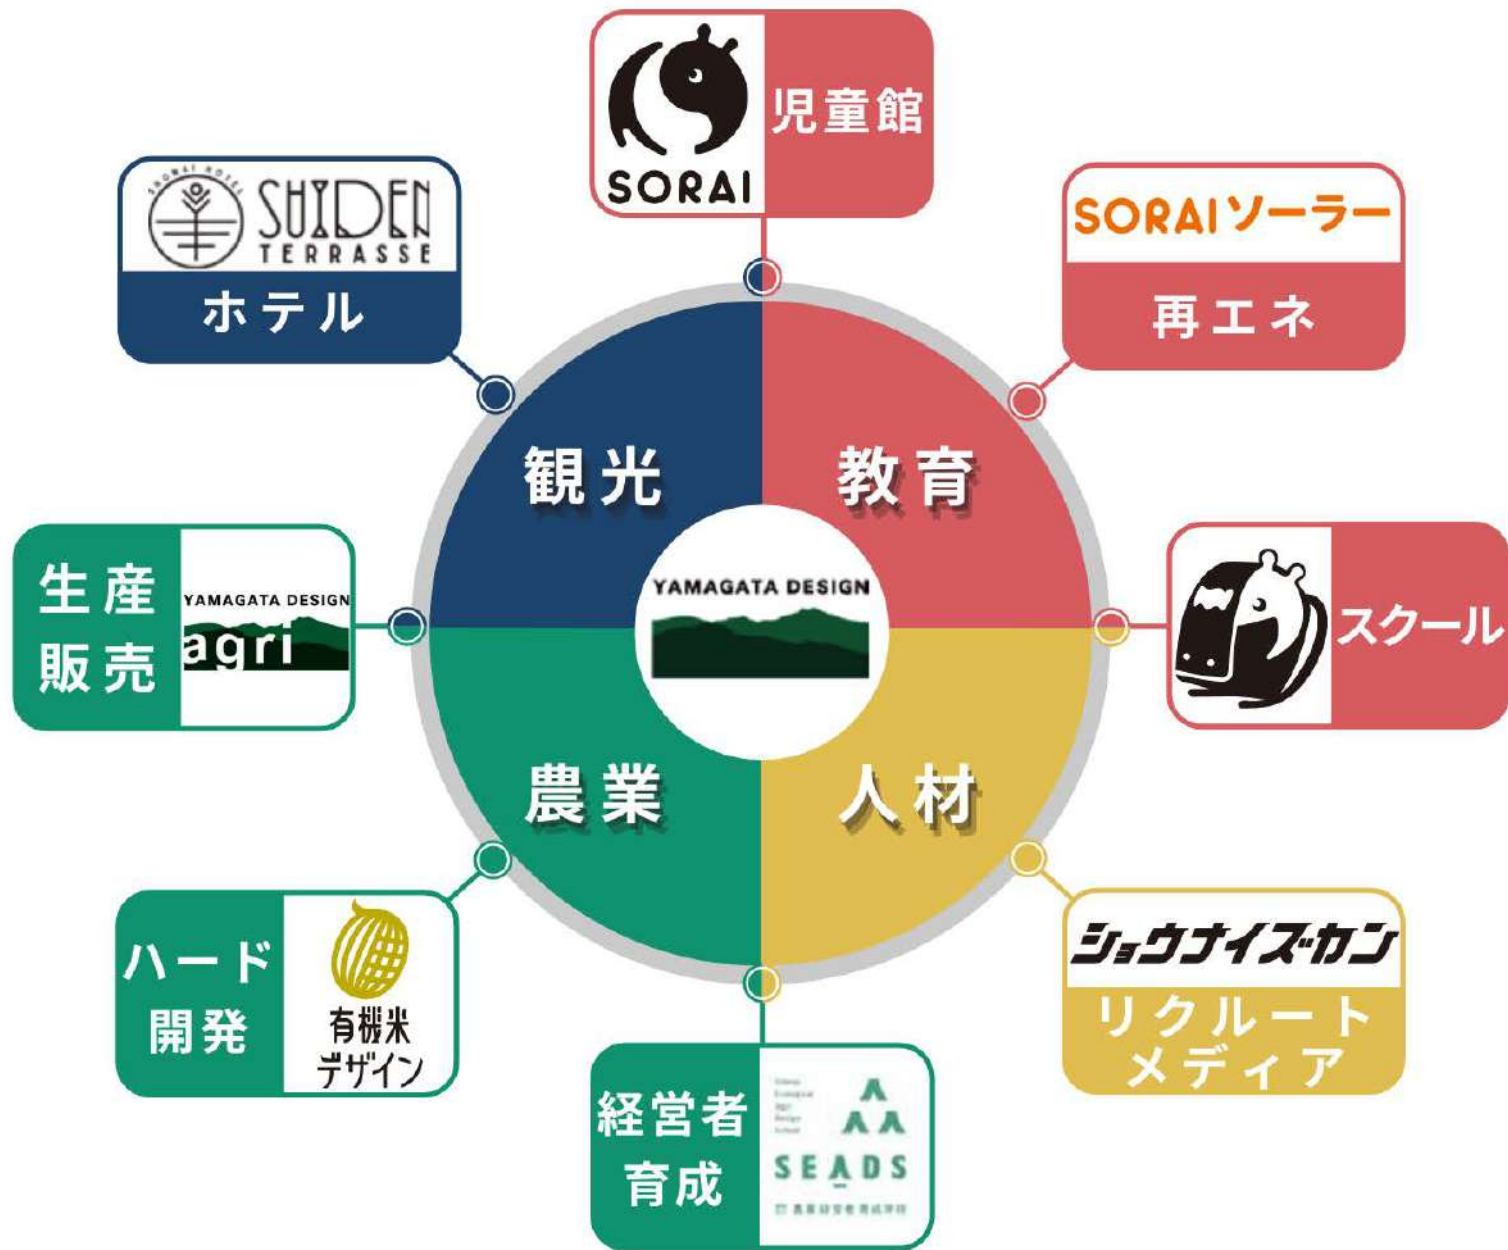 SORAI
児童館
SHONAI HOTEL
SUIDEN
TERRASSE
ホテル
SORAIソーラー
再エネ
観光
教育
YAMAGATA DESIGN
生産
販売
YAMAGATA DESIGN
agri
スクール
農業
人材
ハード
開発
有機米
デザイン
ショウナイズカン
リクルート
メディア
経営者
育成
SEADS